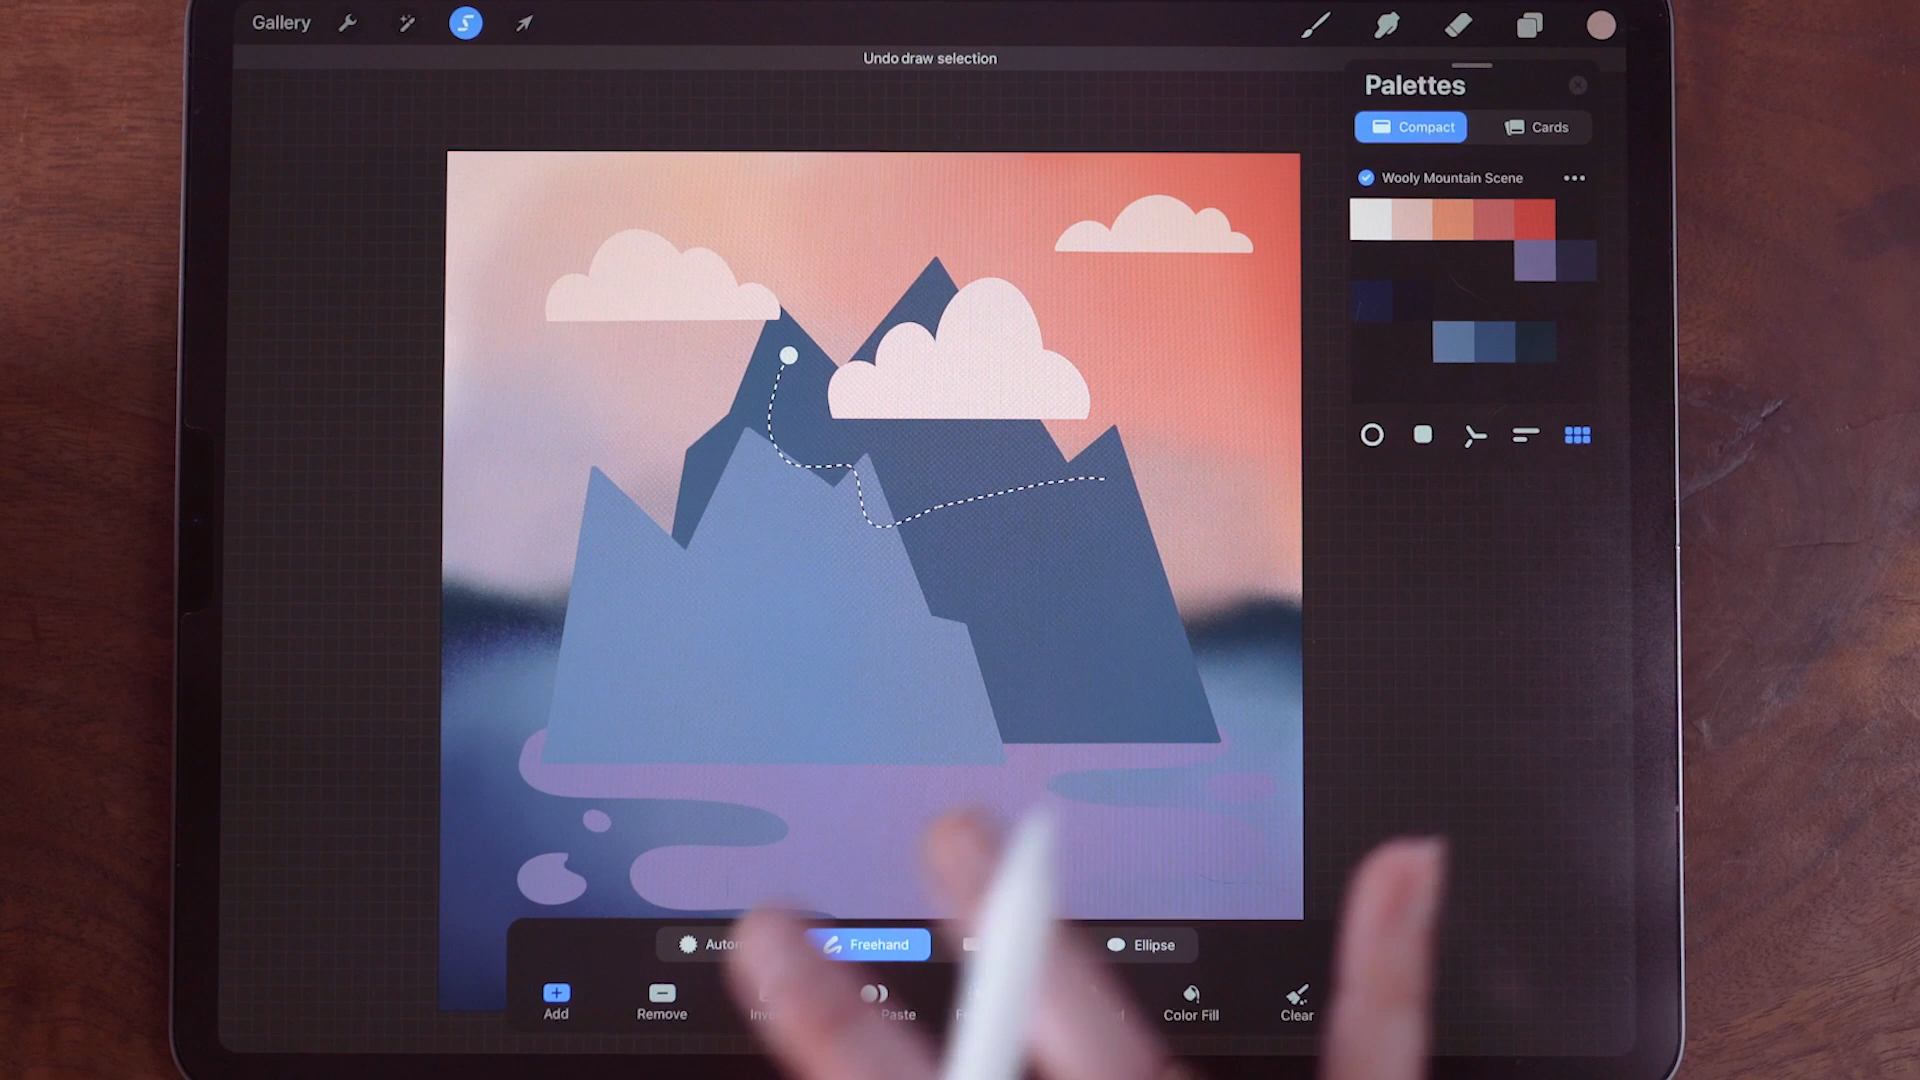 Gallery
Undo draw selection
Palettes
Compact
Cards
Wooly Mountain Scene
Freehand
Ellipse
Add
Remove
Paste
Color Fill
Clear